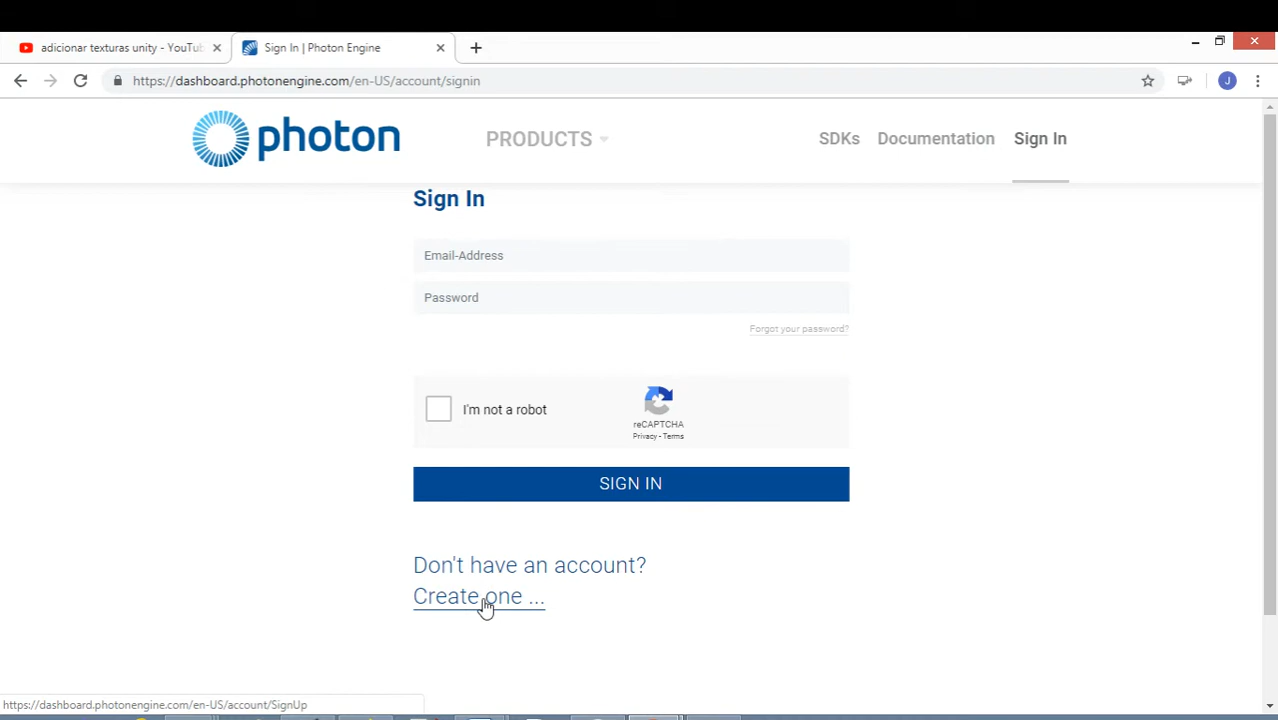 adicionar texturas unity - YouTu
Sign In | Photon Engine
https://dashboard.photonengine.com/en-US/account/signin
J
photon
PRODUCTS
SDKs
Documentation
Sign In
Sign In
Email-Address
Password
Forgot your password?
I'm not a robot
reCAPTCHA
Privacy - Terms
SIGN IN
Don't have an account?
Create one ...
https://dashboard.photonengine.com/en-US/account/SignUp